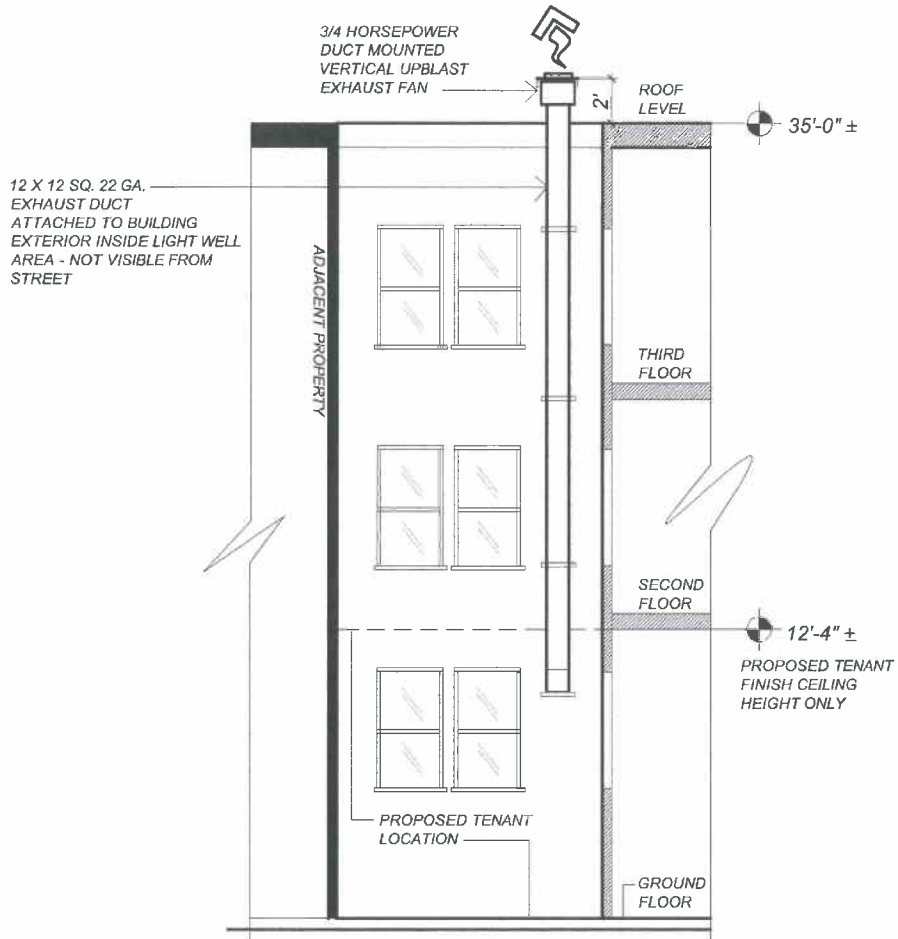 3/4 HORSEPOWER
DUCT MOUNTED
VERTICAL UPBLAST
EXHAUST FAN
2'
ROOF
LEVEL
35'-0" ±
12 X 12 SQ. 22 GA.
EXHAUST DUCT
ATTACHED TO BUILDING
EXTERIOR INSIDE LIGHT WELL
AREA - NOT VISIBLE FROM
STREET
ADJACENT PROPERTY
THIRD
FLOOR
SECOND
FLOOR
12'-4" ±
PROPOSED TENANT
FINISH CEILING
HEIGHT ONLY
PROPOSED TENANT
LOCATION
GROUND
FLOOR